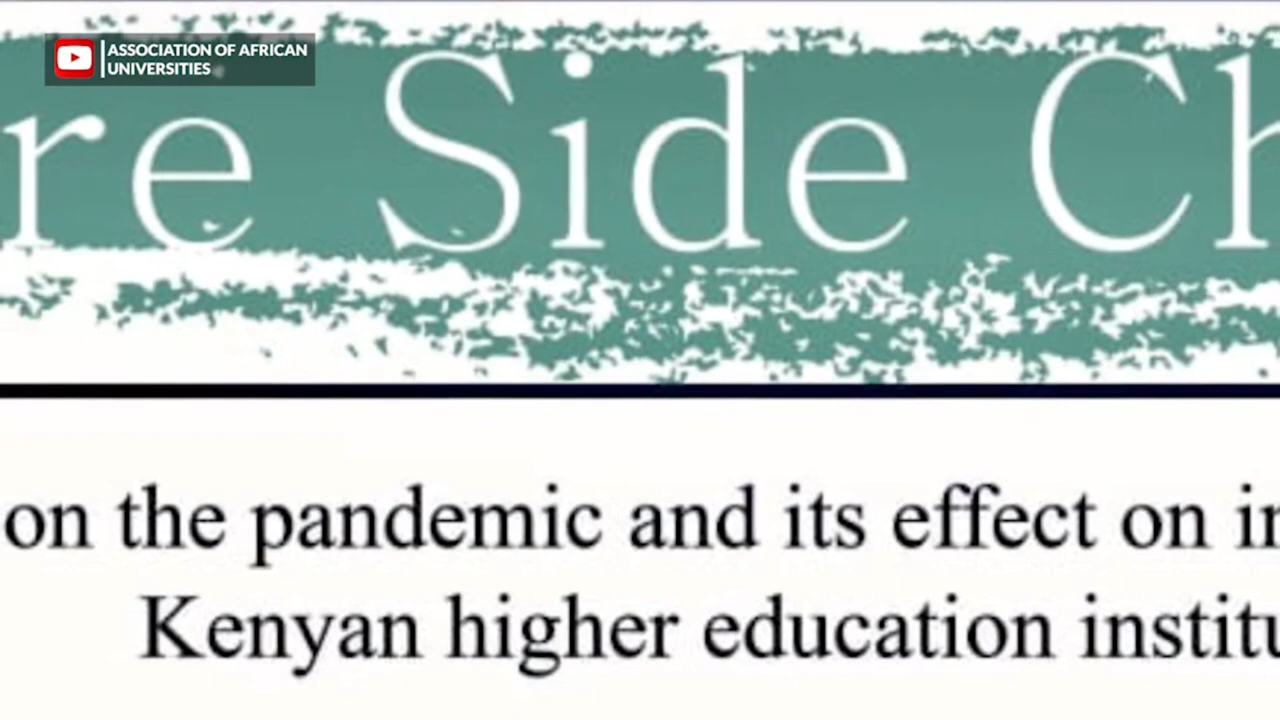 ASSOCIATION OF AFRICAN
UNIVERSITIES
re Side Ch
on the pandemic and its effect on in
Kenyan higher education institu